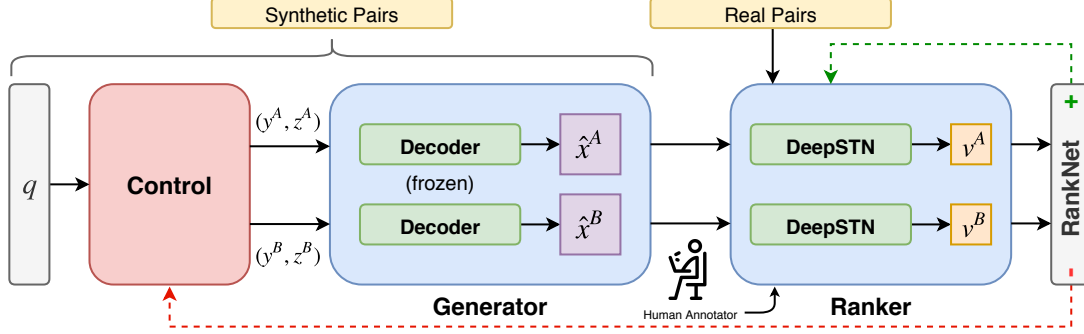 Synthetic Pairs
Real Pairs
q
Control
(y^A, z^A)
(y^B, z^B)
Decoder
(frozen)
Decoder
x̂^A
x̂^B
Generator
Human Annotator
DeepSTN
DeepSTN
v^A
v^B
Ranker
+
RankNet
-